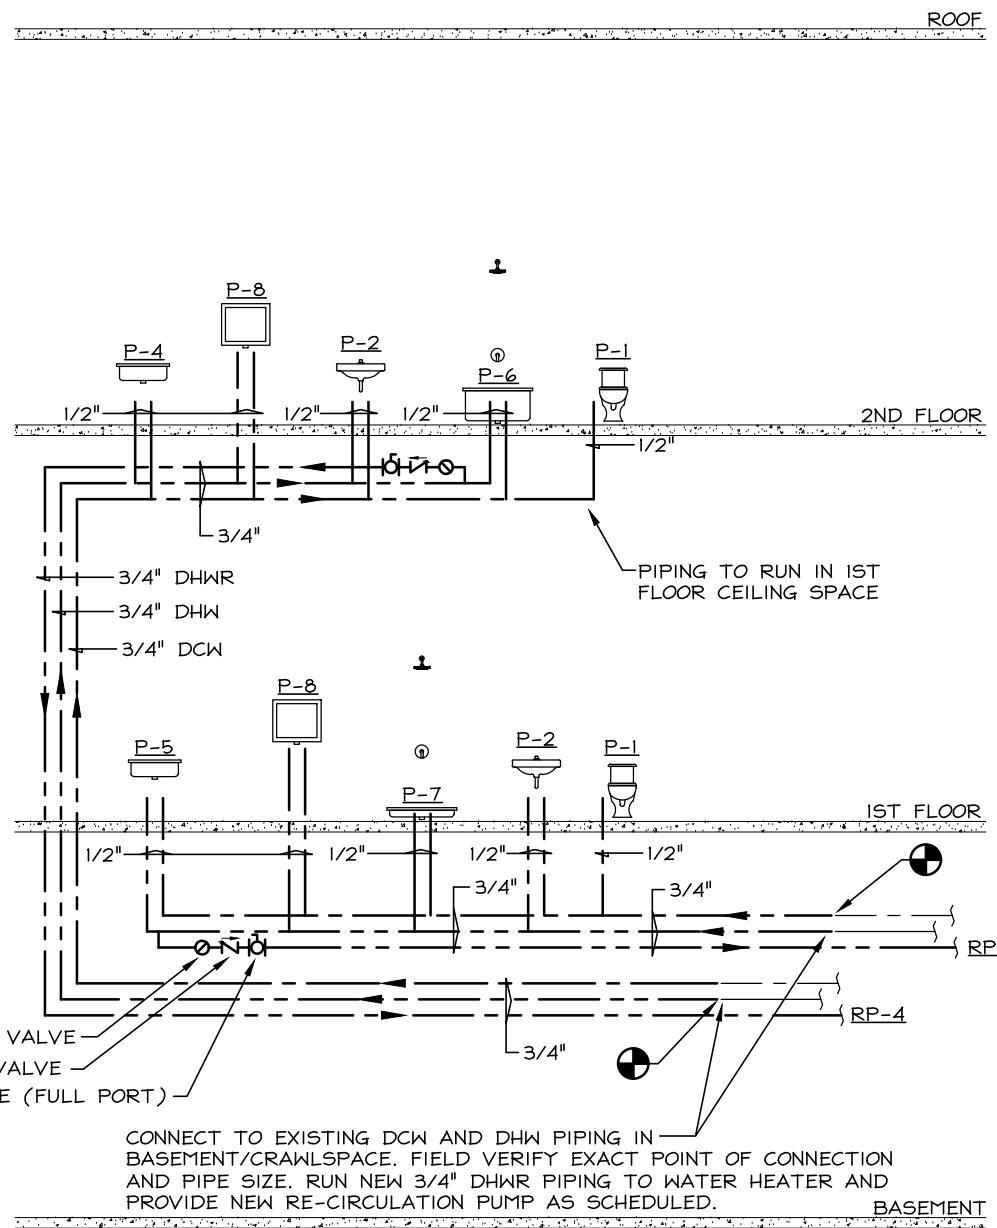 ROOF
P-8
P-4
P-2
P-6
P-1
1/2"
1/2"
1/2"
2ND FLOOR
1/2"
3/4"
PIPING TO RUN IN 1ST
FLOOR CEILING SPACE
3/4" DHWR
3/4" DHW
3/4" DCW
P-8
P-5
P-2
P-1
P-7
1ST FLOOR
1/2"
1/2"
1/2"
1/2"
3/4"
3/4"
RP
RP-4
VALVE
VALVE
(FULL PORT)
3/4"
CONNECT TO EXISTING DCW AND DHW PIPING IN
BASEMENT/CRAWLSPACE. FIELD VERIFY EXACT POINT OF CONNECTION
AND PIPE SIZE. RUN NEW 3/4" DHWR PIPING TO WATER HEATER AND
PROVIDE NEW RE-CIRCULATION PUMP AS SCHEDULED.
BASEMENT